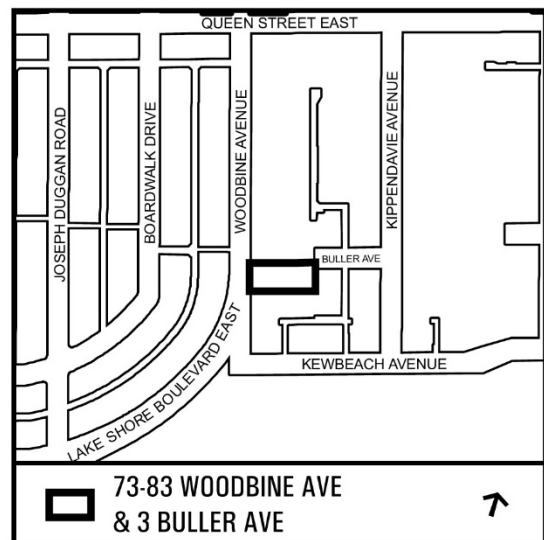 QUEEN STREET EAST
JOSEPH DUGGAN ROAD
BOARDWALK DRIVE
WOODBINE AVENUE
KIPPENDAVIE AVENUE
BULLER AVE
LAKE SHORE BOULEVARD EAST
KEWBEACH AVENUE
73-83 WOODBINE AVE
& 3 BULLER AVE